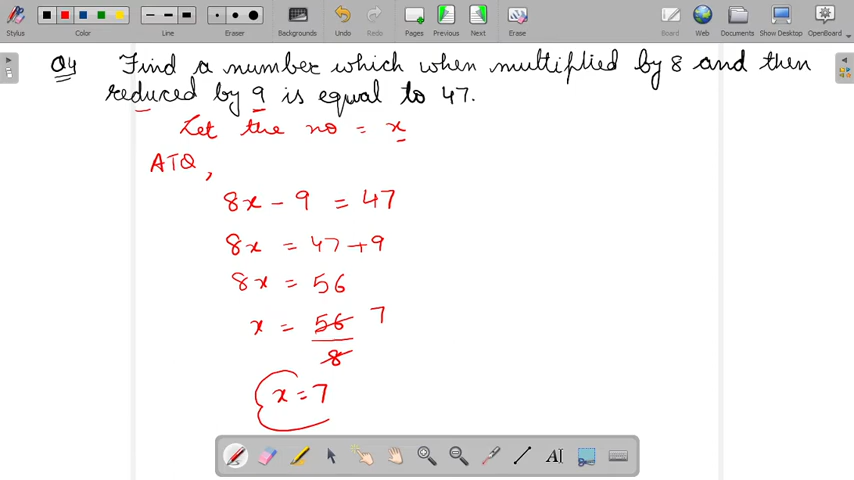 Stylus
Color
Line
Eraser
Backgrounds
Undo
Redo
Pages
Previous
Next
Erase
Board
Web
Documents
Show Desktop
OpenBoard
Q4 Find a number which when multiplied by 8 and then
reduced by 9 is equal to 47.
Let the no = x
ATQ,
8x - 9 = 47
8x = 47 + 9
8x = 56
x = 56 7
8
x = 7
AI